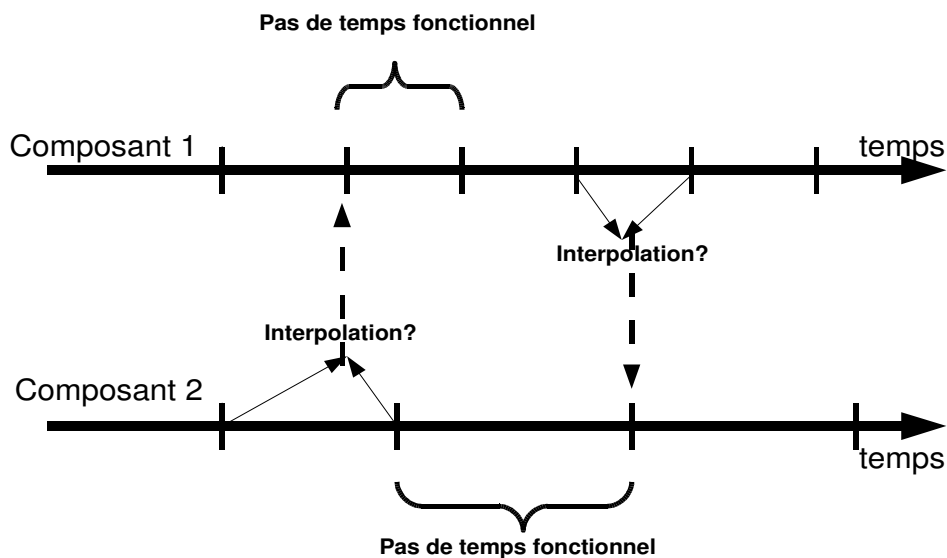 Pas de temps fonctionnel
Composant 1
temps
Interpolation?
Interpolation?
Composant 2
temps
Pas de temps fonctionnel